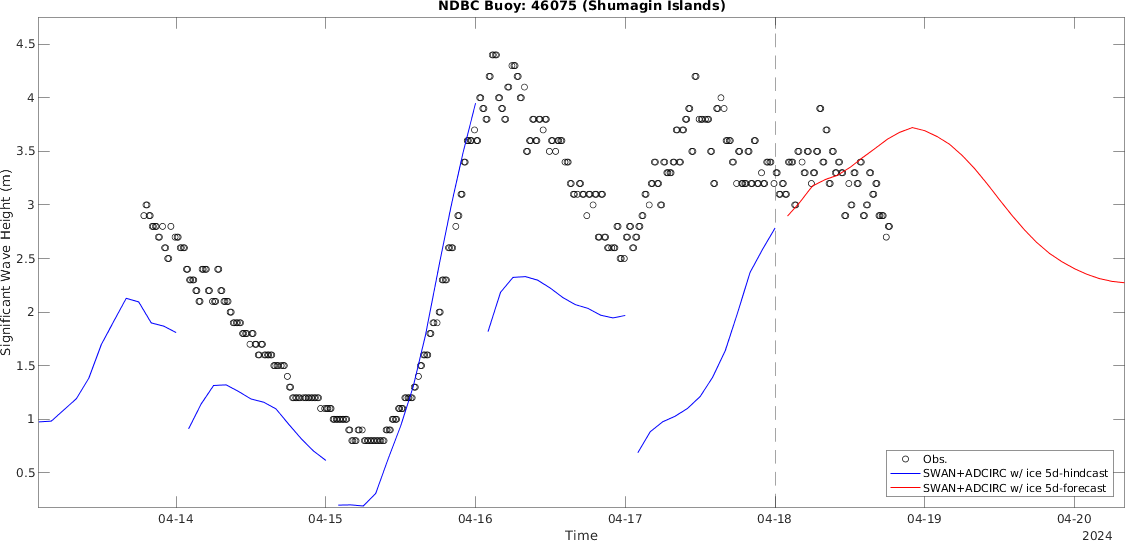 NDBC Buoy: 46075 (Shumagin Islands)
Significant Wave Height (m)
4.5
4
3.5
3
2.5
2
1.5
1
0.5
Obs.
SWAN+ADCIRC w/ ice 5d-hindcast
SWAN+ADCIRC w/ ice 5d-forecast
04-14 04-15 04-16 04-17 04-18 04-19 04-20
Time
2024